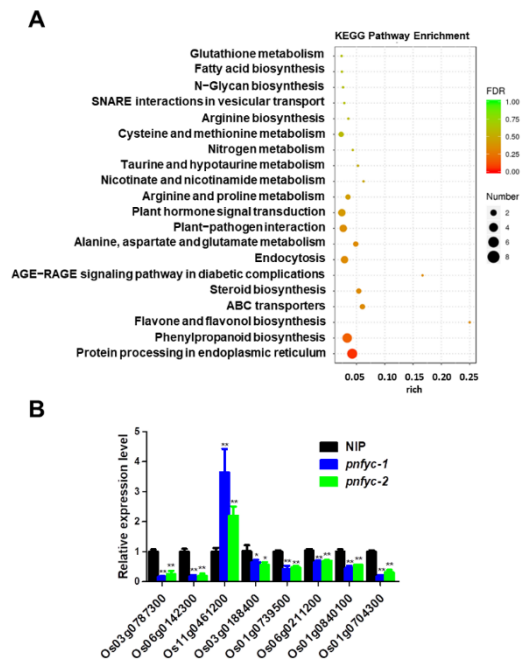 A
KEGG Pathway Enrichment
Glutathione metabolism
Fatty acid biosynthesis
N−Glycan biosynthesis
SNARE interactions in vesicular transport
Arginine biosynthesis
Cysteine and methionine metabolism
Nitrogen metabolism
Taurine and hypotaurine metabolism
Nicotinate and nicotinamide metabolism
Arginine and proline metabolism
Plant hormone signal transduction
Plant−pathogen interaction
Alanine, aspartate and glutamate metabolism
Endocytosis
AGE−RAGE signaling pathway in diabetic complications
Steroid biosynthesis
ABC transporters
Flavone and flavonol biosynthesis
Phenylpropanoid biosynthesis
Protein processing in endoplasmic reticulum
0.05 0.10 0.15 0.20 0.25
rich
FDR
1.00
0.75
0.50
0.25
0.00
Number
2
4
6
8
B
Relative expression level
5
4
3
2
1
0
NIP
pnfyc-1
pnfyc-2
** ** ** ** ** ** * * ** ** ** ** ** ** ** **
Os03g0787300
Os06g0142300
Os11g0461200
Os03g0188400
Os01g0739500
Os06g0211200
Os01g0840100
Os01g0704300